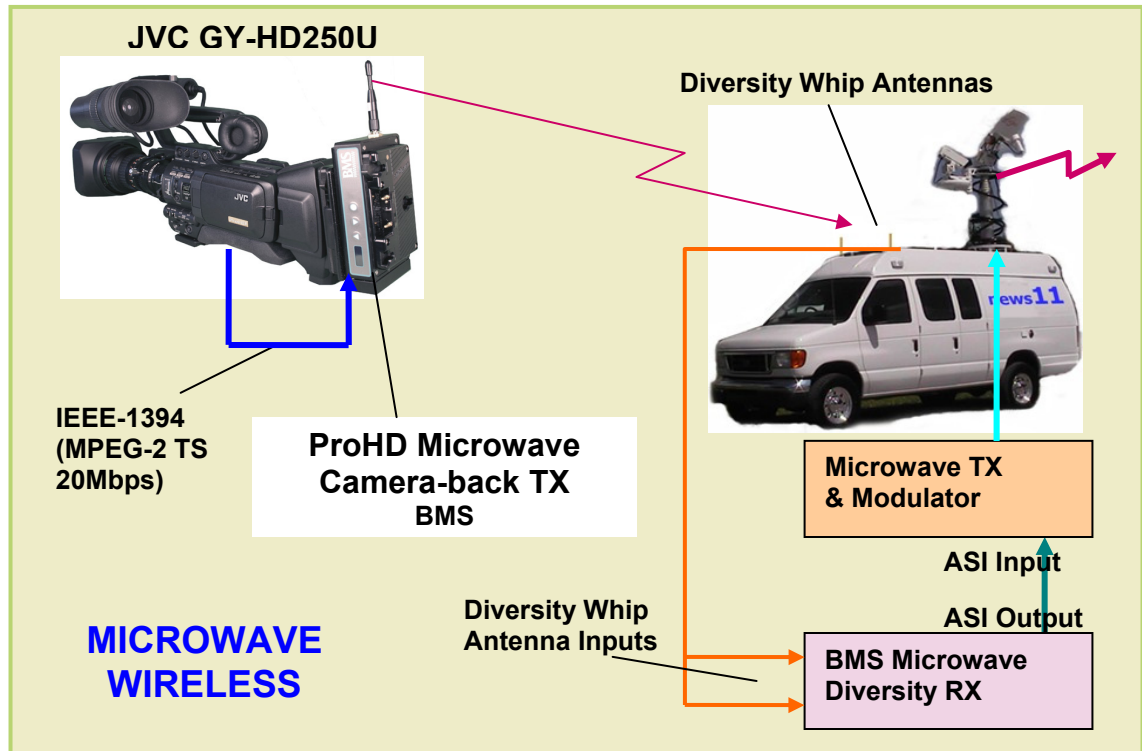 JVC GY-HD250U
Diversity Whip Antennas
BMS
JVC
news11
IEEE-1394
(MPEG-2 TS
20Mbps)
ProHD Microwave
Camera-back TX
BMS
Microwave TX
& Modulator
ASI Input
ASI Output
Diversity Whip
Antenna Inputs
BMS Microwave
Diversity RX
MICROWAVE
WIRELESS